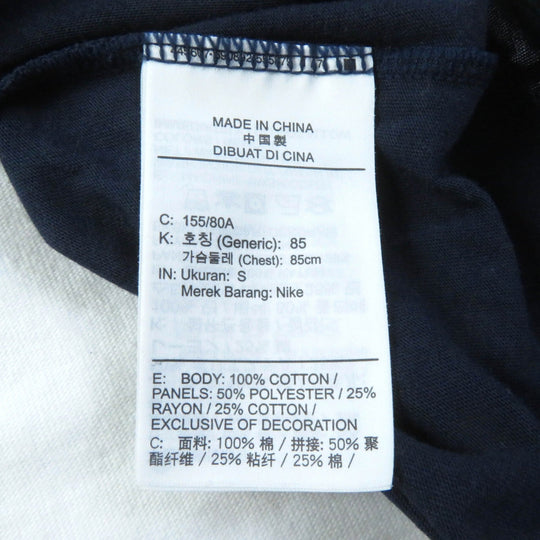 MADE IN CHINA
中国製
DIBUAT DI CINA
C: 155/80A
K: 호칭 (Generic): 85
가슴둘레 (Chest): 85cm
IN: Ukuran: S
Merek Barang: Nike
E: BODY: 100% COTTON /
PANELS: 50% POLYESTER / 25%
RAYON / 25% COTTON /
EXCLUSIVE OF DECORATION
C: 面料: 100% 棉 / 拼接: 50% 聚
酯纤维 / 25% 粘纤 / 25% 棉 /